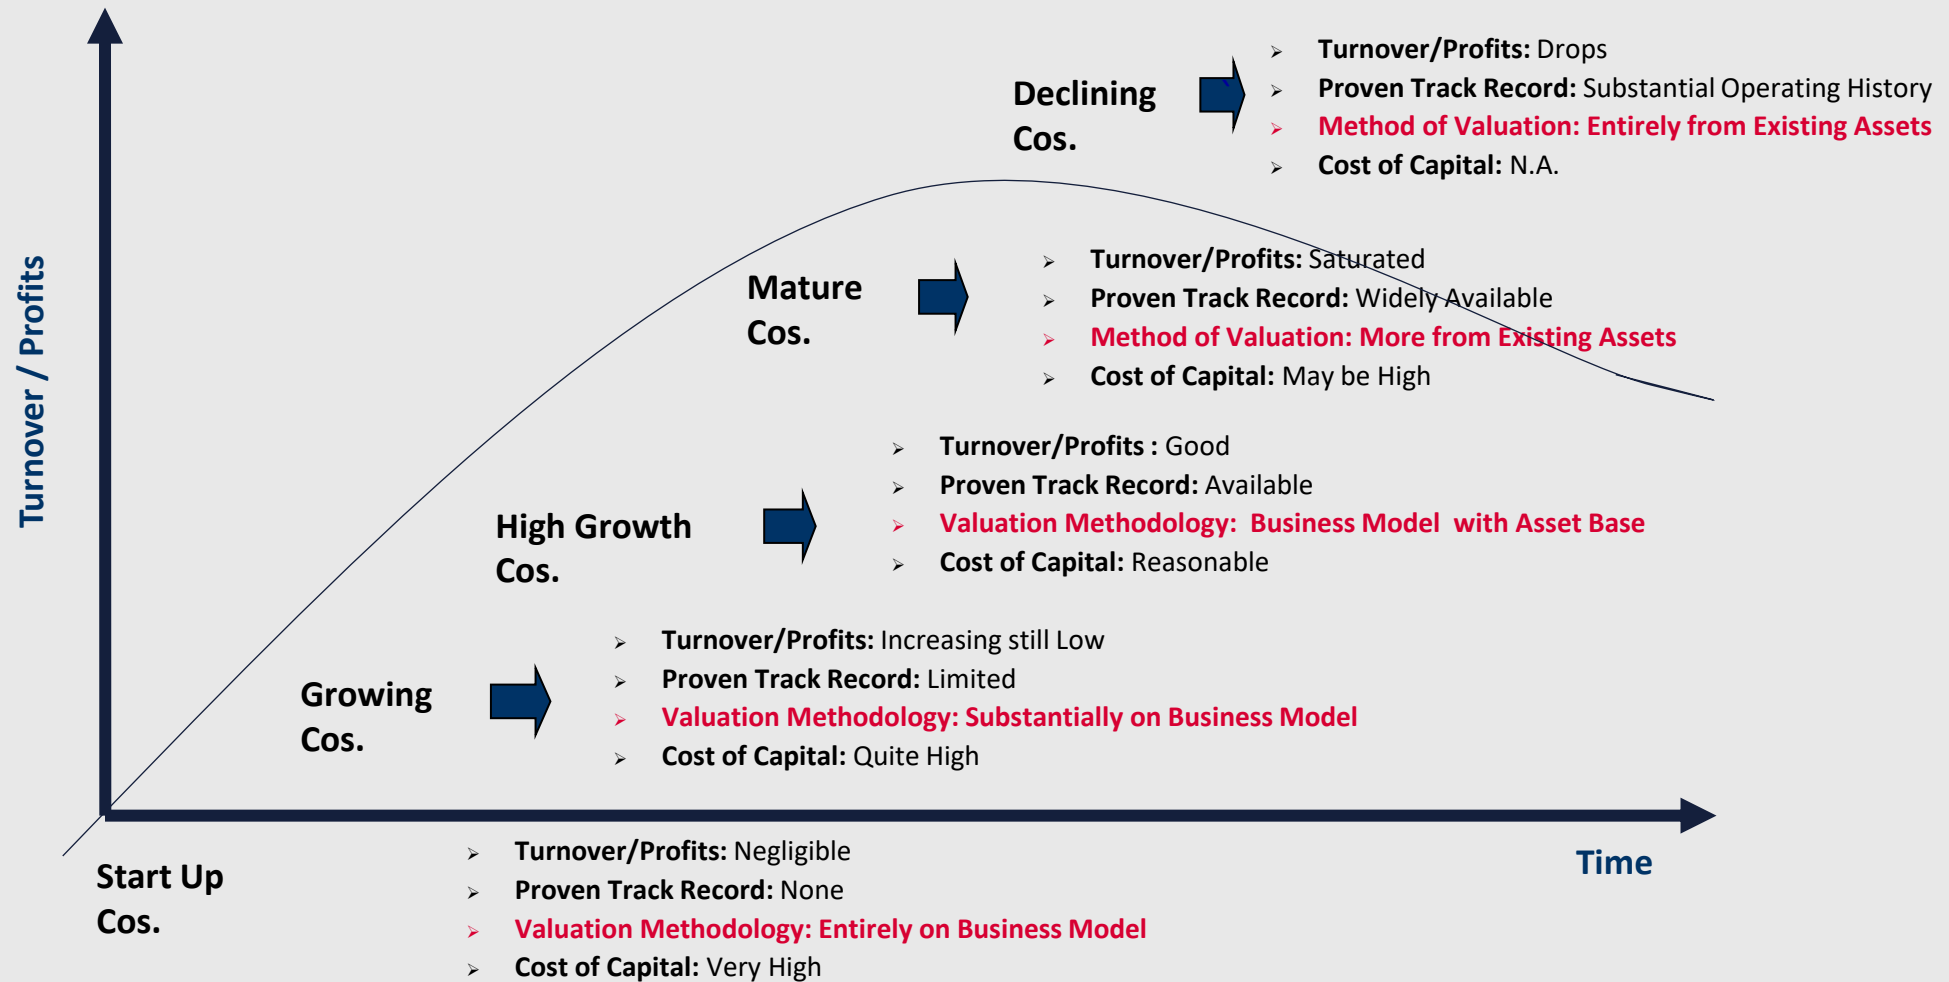 Turnover / Profits
Declining
Cos.
➢ Turnover/Profits: Drops
➢ Proven Track Record: Substantial Operating History
➢ Method of Valuation: Entirely from Existing Assets
➢ Cost of Capital: N.A.
Mature
Cos.
➢ Turnover/Profits: Saturated
➢ Proven Track Record: Widely Available
➢ Method of Valuation: More from Existing Assets
➢ Cost of Capital: May be High
High Growth
Cos.
➢ Turnover/Profits : Good
➢ Proven Track Record: Available
➢ Valuation Methodology:  Business Model  with Asset Base
➢ Cost of Capital: Reasonable
Growing
Cos.
➢ Turnover/Profits: Increasing still Low
➢ Proven Track Record: Limited
➢ Valuation Methodology: Substantially on Business Model
➢ Cost of Capital: Quite High
Start Up
Cos.
➢ Turnover/Profits: Negligible
➢ Proven Track Record: None
➢ Valuation Methodology: Entirely on Business Model
➢ Cost of Capital: Very High
Time